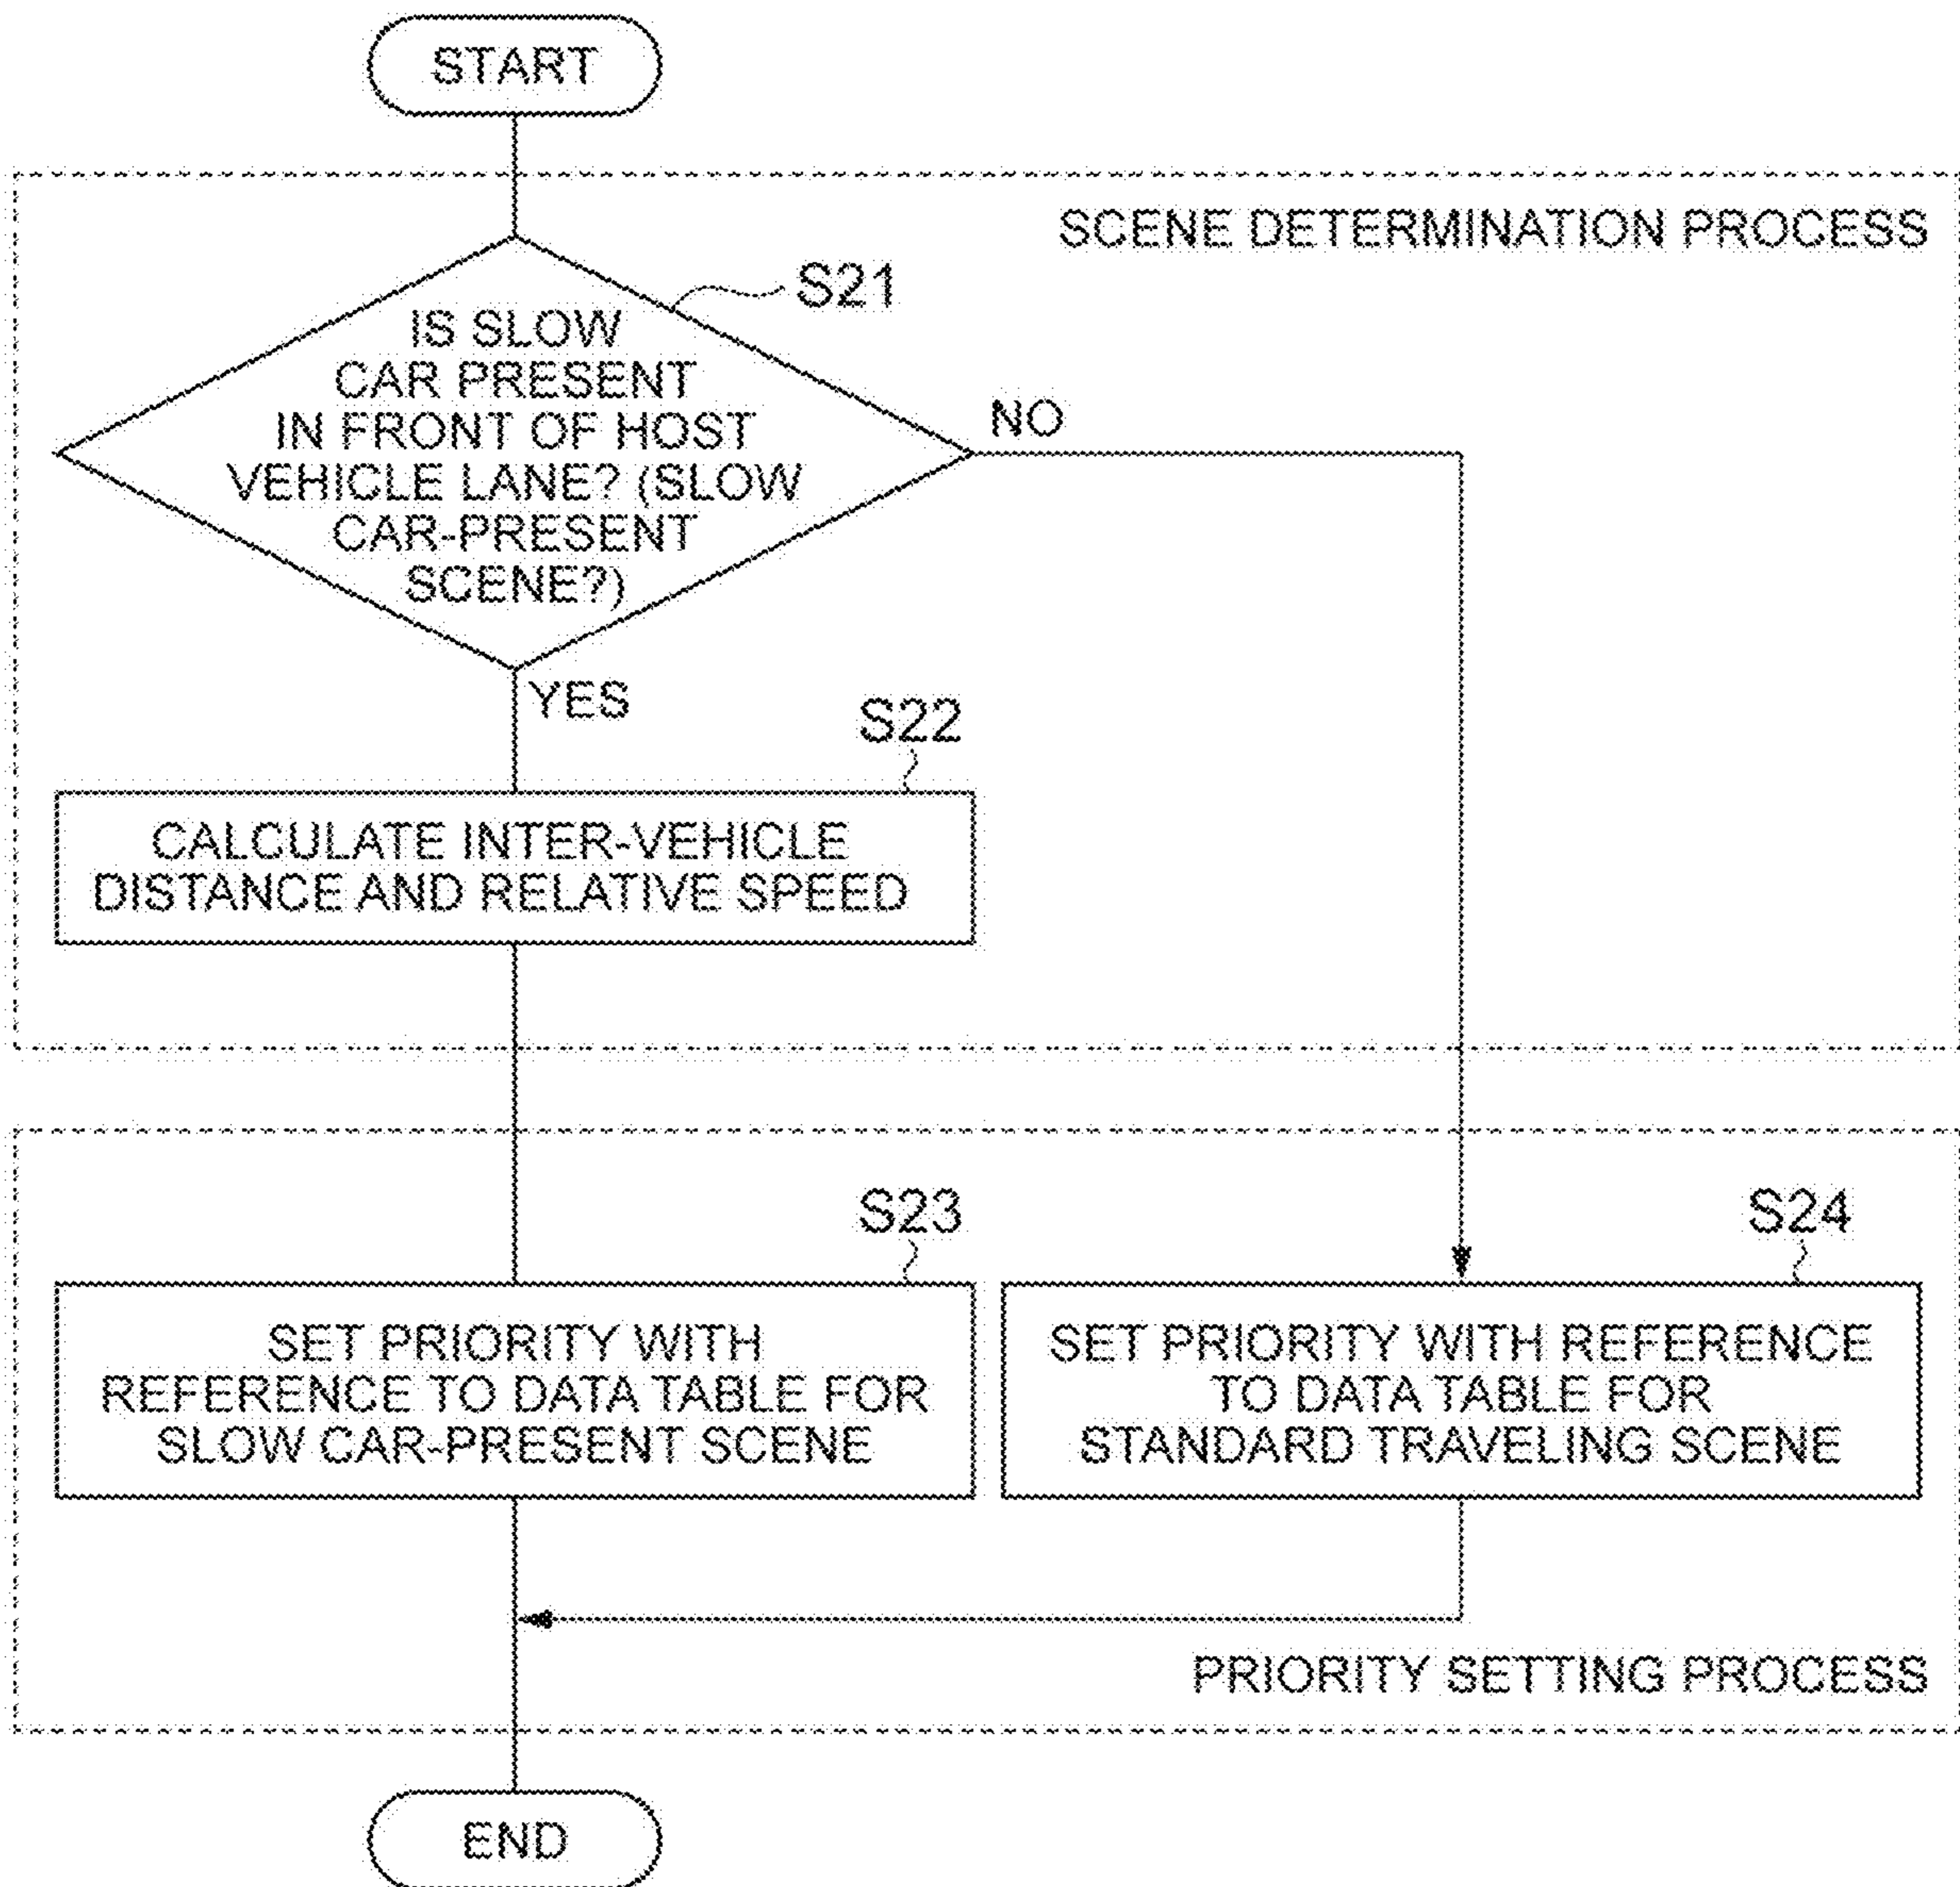 START
SCENE DETERMINATION PROCESS
S21
IS SLOW
CAR PRESENT
IN FRONT OF HOST
VEHICLE LANE? (SLOW
CAR-PRESENT
SCENE?)
NO
YES
S22
CALCULATE INTER-VEHICLE
DISTANCE AND RELATIVE SPEED
S23
SET PRIORITY WITH
REFERENCE TO DATA TABLE FOR
SLOW CAR-PRESENT SCENE
S24
SET PRIORITY WITH REFERENCE
TO DATA TABLE FOR
STANDARD TRAVELING SCENE
PRIORITY SETTING PROCESS
END